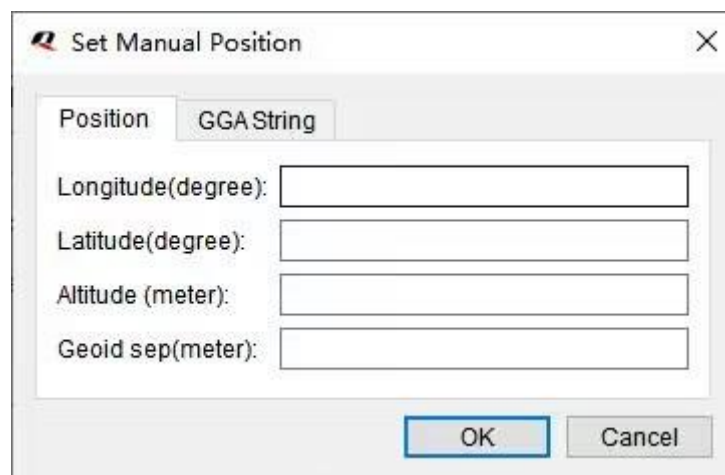 Set Manual Position
Position GGA String
Longitude(degree):
Latitude(degree):
Altitude (meter):
Geoid sep(meter):
OK Cancel